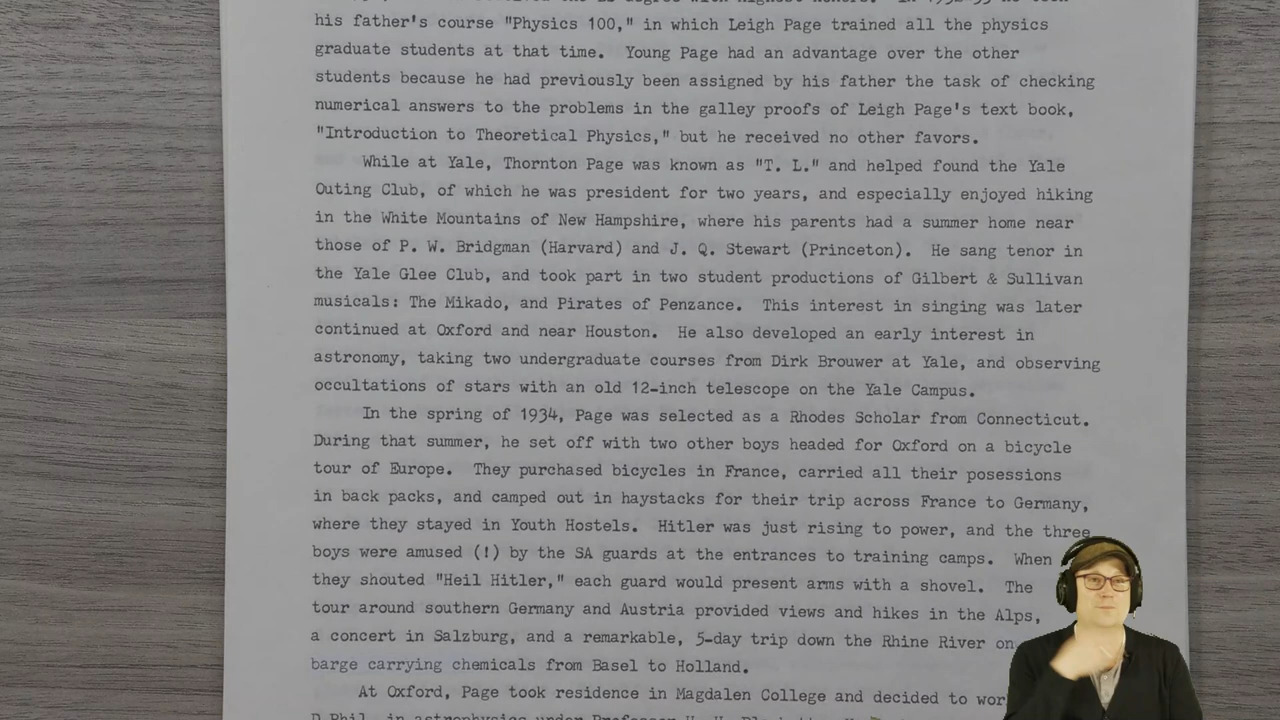 his father's course "Physics 100," in which Leigh Page trained all the physics
graduate students at that time.  Young Page had an advantage over the other
students because he had previously been assigned by his father the task of checking
numerical answers to the problems in the galley proofs of Leigh Page's text book,
"Introduction to Theoretical Physics," but he received no other favors.
While at Yale, Thornton Page was known as "T. L." and helped found the Yale
Outing Club, of which he was president for two years, and especially enjoyed hiking
in the White Mountains of New Hampshire, where his parents had a summer home near
those of P. W. Bridgman (Harvard) and J. Q. Stewart (Princeton).  He sang tenor in
the Yale Glee Club, and took part in two student productions of Gilbert & Sullivan
musicals: The Mikado, and Pirates of Penzance.  This interest in singing was later
continued at Oxford and near Houston.  He also developed an early interest in
astronomy, taking two undergraduate courses from Dirk Brouwer at Yale, and observing
occultations of stars with an old 12-inch telescope on the Yale Campus.
In the spring of 1934, Page was selected as a Rhodes Scholar from Connecticut.
During that summer, he set off with two other boys headed for Oxford on a bicycle
tour of Europe.  They purchased bicycles in France, carried all their posessions
in back packs, and camped out in haystacks for their trip across France to Germany,
where they stayed in Youth Hostels.  Hitler was just rising to power, and the three
boys were amused (!) by the SA guards at the entrances to training camps.  When
they shouted "Heil Hitler," each guard would present arms with a shovel.  The
tour around southern Germany and Austria provided views and hikes in the Alps,
a concert in Salzburg, and a remarkable, 5-day trip down the Rhine River on
barge carrying chemicals from Basel to Holland.
At Oxford, Page took residence in Magdalen College and decided to
in astrophysics under Professor